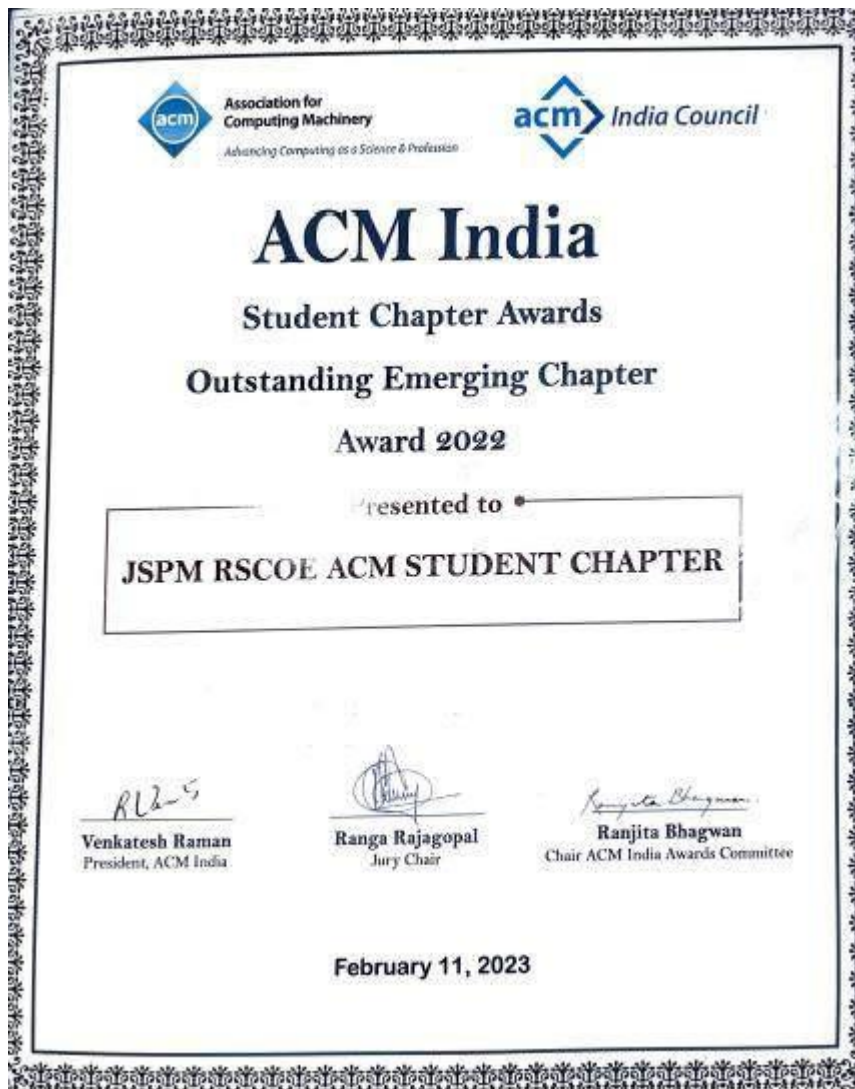 acm
Association for
Computing Machinery
Advancing Computing as a Science & Profession
acm India Council
ACM India
Student Chapter Awards
Outstanding Emerging Chapter
Award 2022
resented to
JSPM RSCOE ACM STUDENT CHAPTER
Venkatesh Raman
President, ACM India
Ranga Rajagopal
Jury Chair
Ranjita Bhagwan
Ranjita Bhagwan
Chair ACM India Awards Committee
February 11, 2023